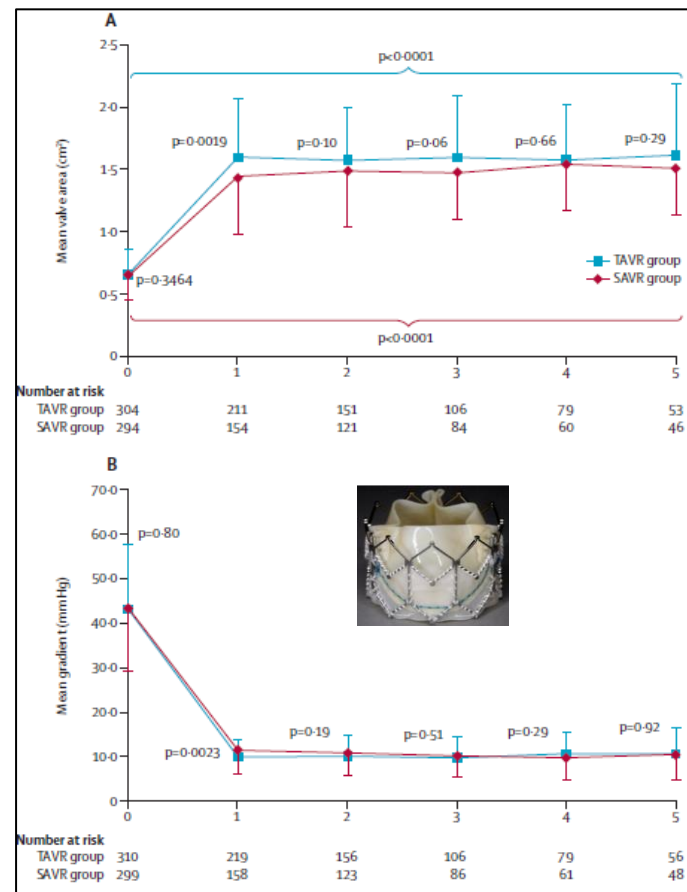 A
2·5
p<0·0001
2·0
p=0·0019 p=0·10 p=0·06 p=0·66 p=0·29
1·5
Mean valve area (cm²)
1·0
TAVR group
SAVR group
p=0·3464
0·5
p<0·0001
0
0 1 2 3 4 5
Number at risk
TAVR group 304 211 151 106 79 53
SAVR group 294 154 121 84 60 46
B
70·0
60·0
p=0·80
50·0
40·0
Mean gradient (mm Hg)
30·0
20·0
p=0·0023 p=0·19 p=0·51 p=0·29 p=0·92
10·0
0
0 1 2 3 4 5
Number at risk
TAVR group 310 219 156 106 79 56
SAVR group 299 158 123 86 61 48